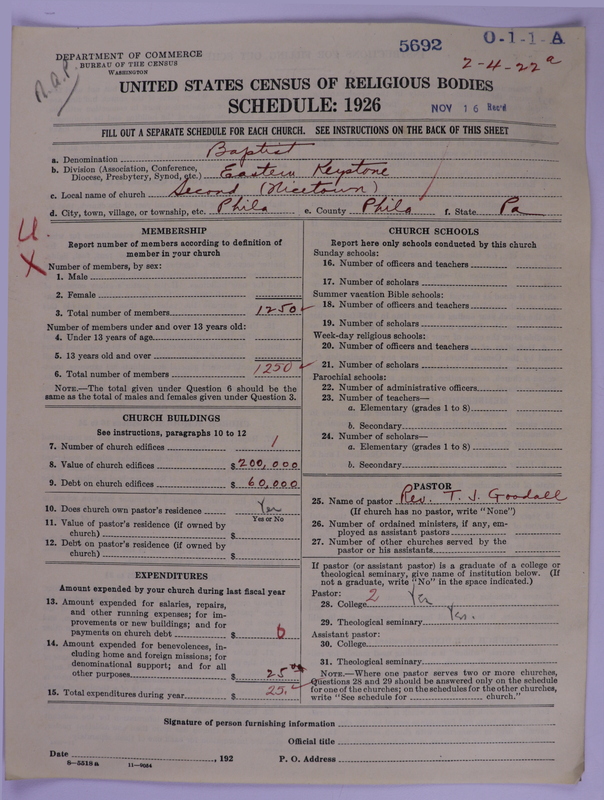 5692
O-1-1-A
2-4-22a
DEPARTMENT OF COMMERCE
BUREAU OF THE CENSUS
WASHINGTON
UNITED STATES CENSUS OF RELIGIOUS BODIES
SCHEDULE: 1926
NOV 16 Rec'd
FILL OUT A SEPARATE SCHEDULE FOR EACH CHURCH. SEE INSTRUCTIONS ON THE BACK OF THIS SHEET
a. Denomination Baptist
b. Division (Association, Conference, Diocese, Presbytery, Synod, etc.) Eastern Keystone
c. Local name of church Second (Nicetown)
d. City, town, village, or township, etc. Phila e. County Phila f. State Pa
MEMBERSHIP
Report number of members according to definition of
member in your church
Number of members, by sex:
1. Male
2. Female
3. Total number of members 1250
Number of members under and over 13 years old:
4. Under 13 years of age
5. 13 years old and over
6. Total number of members 1250
NOTE.—The total given under Question 6 should be
same as the total of males and females given under Question 3.
CHURCH BUILDINGS
See instructions, paragraphs 10 to 12
7. Number of church edifices 1
8. Value of church edifices $200,000
9. Debt on church edifices $60,000
10. Does church own pastor's residence Yes
Yes or No
11. Value of pastor's residence (if owned by
church) $
12. Debt on pastor's residence (if owned by
church) $
EXPENDITURES
Amount expended by your church during last fiscal year
13. Amount expended for salaries, repairs,
and other running expenses; for im-
provements or new buildings; and for
payments on church debt $
14. Amount expended for benevolences, in-
cluding home and foreign missions; for
denominational support; and for all
other purposes $ 25
15. Total expenditures during year $ 25.
CHURCH SCHOOLS
Report here only schools conducted by this church
Sunday schools:
16. Number of officers and teachers
17. Number of scholars
Summer vacation Bible schools:
18. Number of officers and teachers
19. Number of scholars
Week-day religious schools:
20. Number of officers and teachers
21. Number of scholars
Parochial schools:
22. Number of administrative officers
23. Number of teachers—
a. Elementary (grades 1 to 8)
b. Secondary
24. Number of scholars—
a. Elementary (grades 1 to 8)
b. Secondary
PASTOR
25. Name of pastor Rev. T. J. Goodall
(If church has no pastor, write "None")
26. Number of ordained ministers, if any, em-
ployed as assistant pastors
27. Number of other churches served by the
pastor or his assistants
If pastor (or assistant pastor) is a graduate of a college or
theological seminary, give name of institution below. (If
not a graduate, write "No" in the space indicated.)
Pastor: 2
28. College Yes
29. Theological seminary Yes.
Assistant pastor:
30. College
31. Theological seminary
NOTE.—Where one pastor serves two or more churches,
Questions 28 and 29 should be answered only on the schedule
for one of the churches; on the schedules for the other churches,
write "See schedule for church."
Signature of person furnishing information
Official title
Date , 192 P. O. Address
8-5518a 11-9054